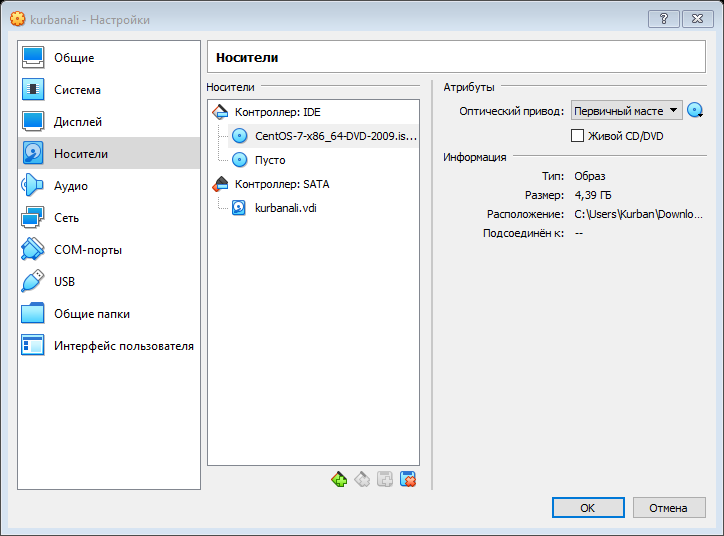 kurbanali - Настройки
Общие
Система
Дисплей
Носители
Аудио
Сеть
COM-порты
USB
Общие папки
Интерфейс пользователя
Носители
Носители
Контроллер: IDE
CentOS-7-x86_64-DVD-2009.is...
Пусто
Контроллер: SATA
kurbanali.vdi
Атрибуты
Оптический привод: Первичный масте
Живой CD/DVD
Информация
Тип: Образ
Размер: 4,39 ГБ
Расположение: C:\Users\Kurban\Downlo...
Подсоединён к: --
OK
Отмена